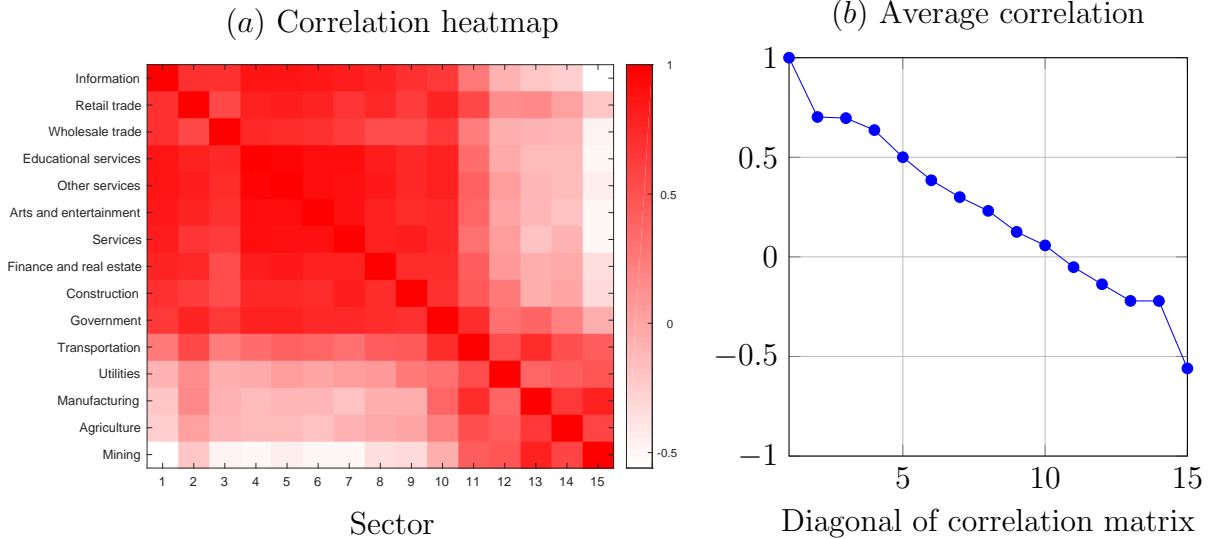 (a) Correlation heatmap
Information
Retail trade
Wholesale trade
Educational services
Other services
Arts and entertainment
Services
Finance and real estate
Construction
Government
Transportation
Utilities
Manufacturing
Agriculture
Mining
1 2 3 4 5 6 7 8 9 10 11 12 13 14 15
Sector
1
0.5
0
-0.5
(b) Average correlation
1
0.5
0
−0.5
−1
5 10 15
Diagonal of correlation matrix